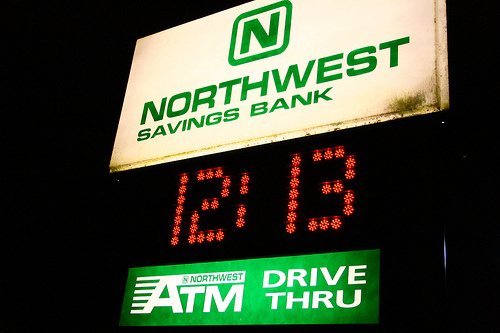 N
NORTHWEST
SAVINGS BANK
12:13
N NORTHWEST
ATM
DRIVE
THRU